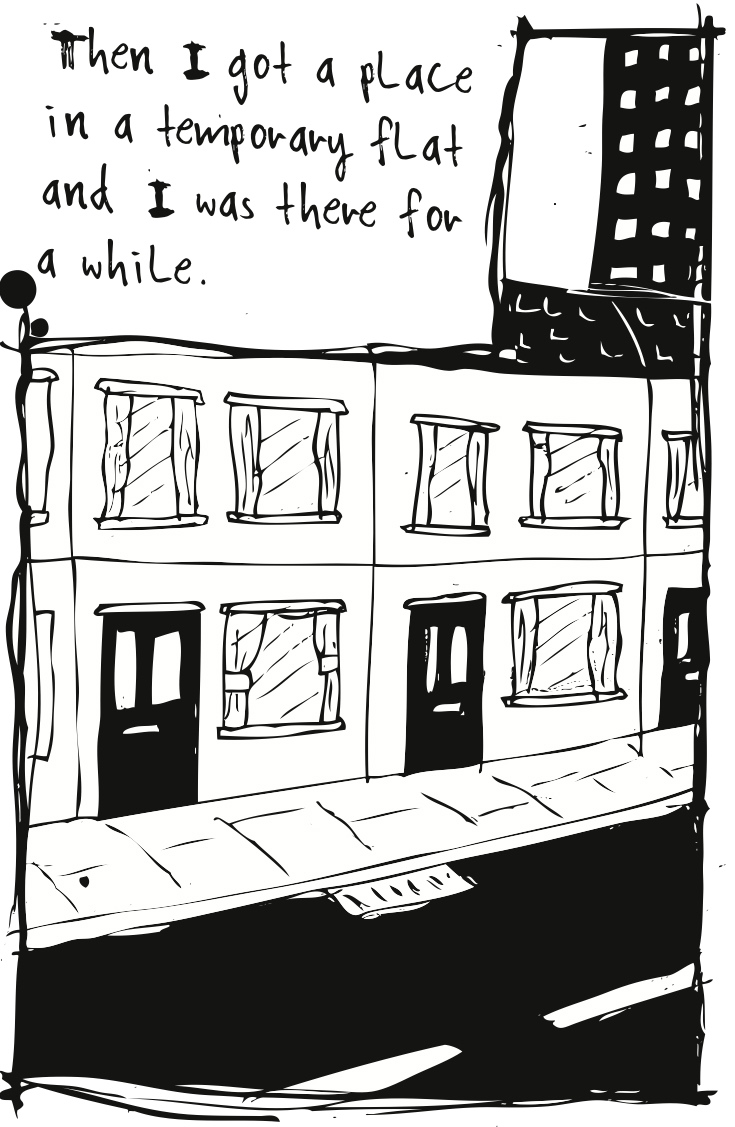 Then I got a place
in a temporary flat
and I was there for
a while.